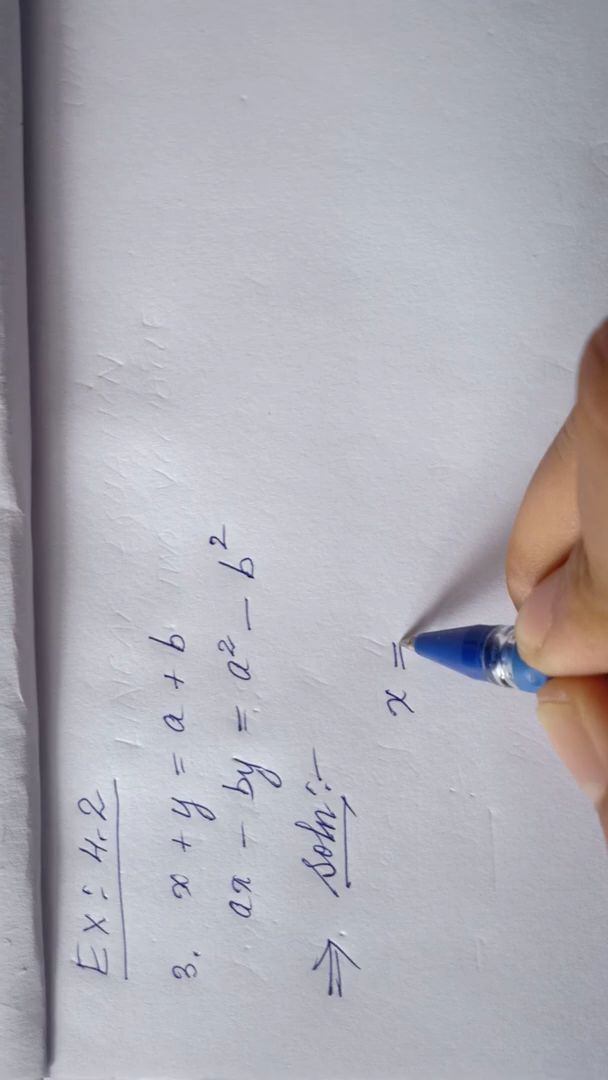 Ex: 4.2
3. x + y = a + b
ax - by = a² - b²
⇒ Soln:-
x =